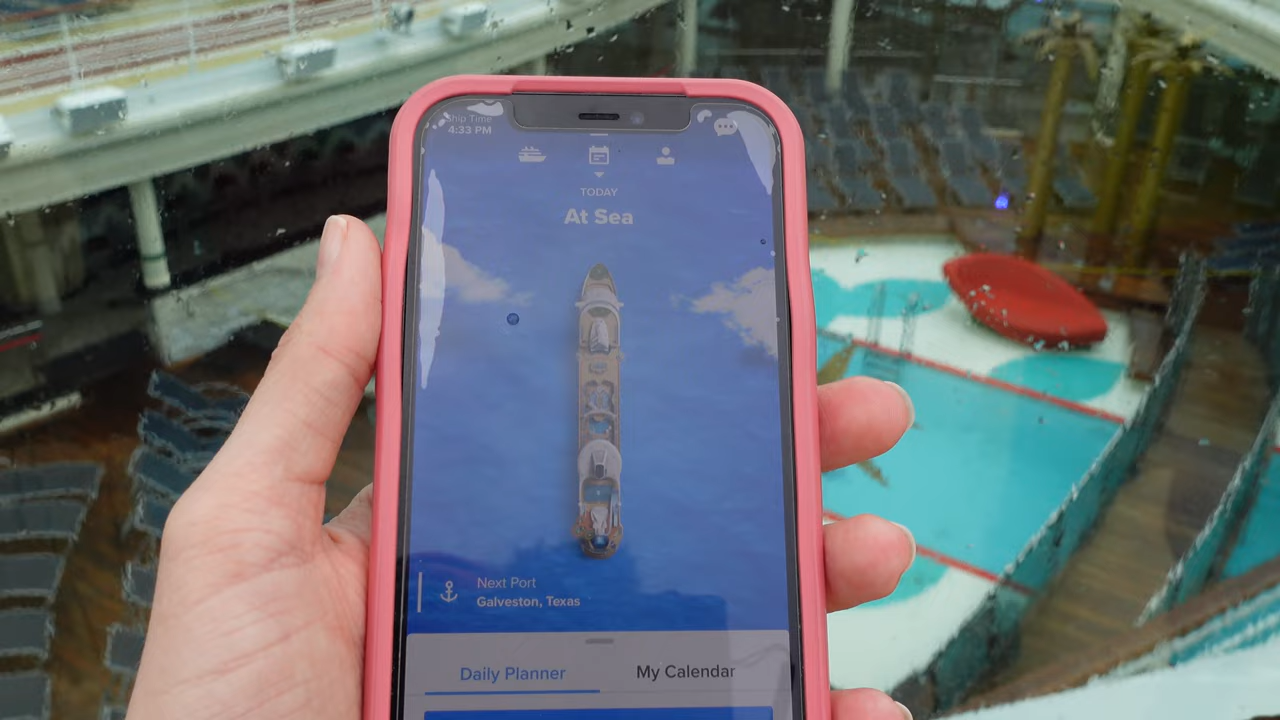 Ship Time
4:33 PM
TODAY
At Sea
Next Port
Galveston, Texas
Daily Planner
My Calendar